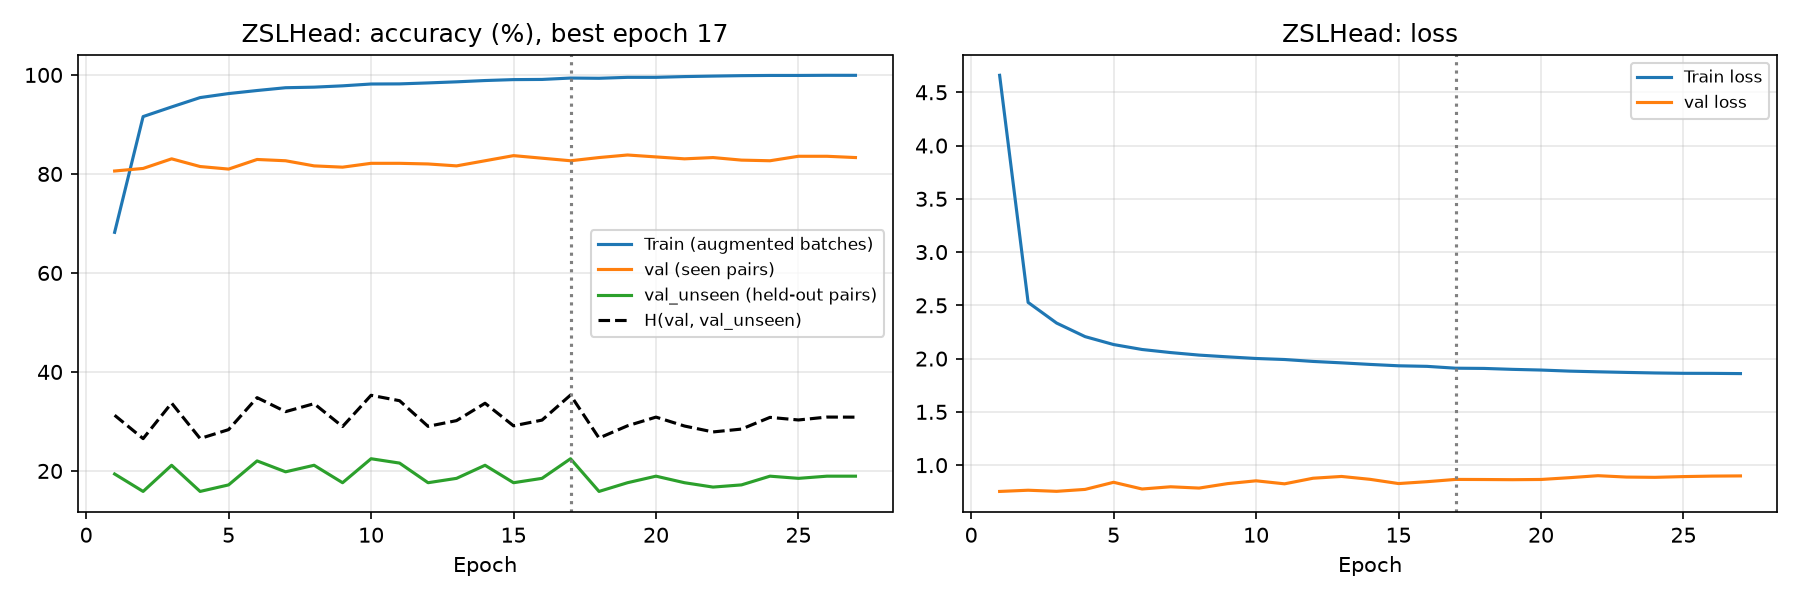 ZSLHead: accuracy (%), best epoch 17
100
80
60
40
20
0
5
10
15
20
25
Epoch
Train (augmented batches)
val (seen pairs)
val_unseen (held-out pairs)
H(val, val_unseen)
ZSLHead: loss
4.5
4.0
3.5
3.0
2.5
2.0
1.5
1.0
0
5
10
15
20
25
Epoch
Train loss
val loss